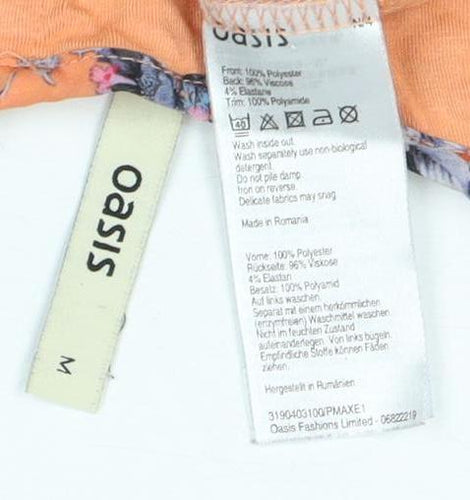 oasis
Front: 100% Polyester
Back: 96% Viscose
4% Elastane
Trim: 100% Polyamide
40
Wash inside out.
Wash separately use non-biological
detergent.
Do not pile damp.
Iron on reverse.
Delicate fabrics may snag.
Made in Romania
Vorne: 100% Polyester
Rückseite: 96% Viscose
4% Elastan
Besatz: 100% Polyamid
Auf links waschen.
Separat mit einem herkömmlichen
(enzymfreien) Waschmittel waschen.
Nicht im feuchten Zustand
aufeinanderlegen. Von links bügeln.
Empfindliche Stoffe können Fäden
ziehen.
Hergestellt in Rumänien
3190403100/PMAXE1
Oasis Fashions Limited - 06822219
oasis
M